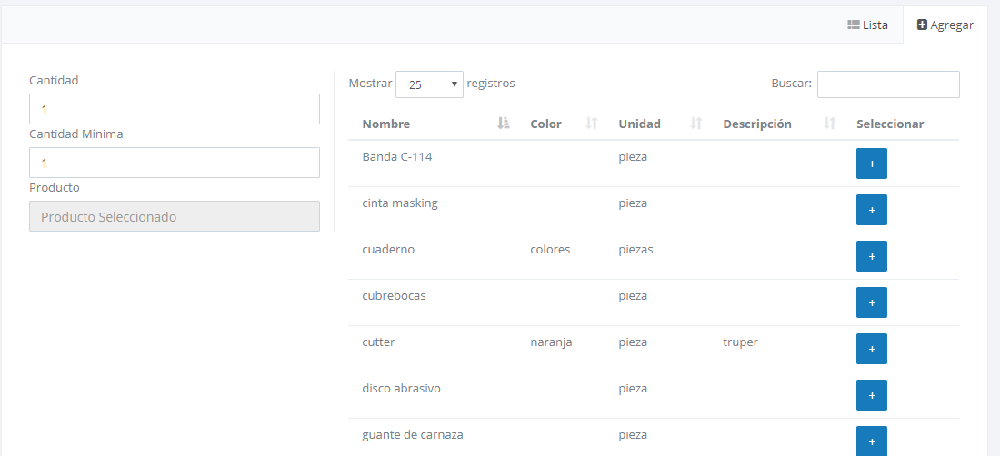 Lista Agregar
Cantidad
1
Cantidad Mínima
1
Producto
Producto Seleccionado
Mostrar 25 registros Buscar:
Nombre Color Unidad Descripción Seleccionar
Banda C-114 pieza +
cinta masking pieza +
cuaderno colores piezas +
cubrebocas pieza +
cutter naranja pieza truper +
disco abrasivo pieza +
guante de carnaza pieza +